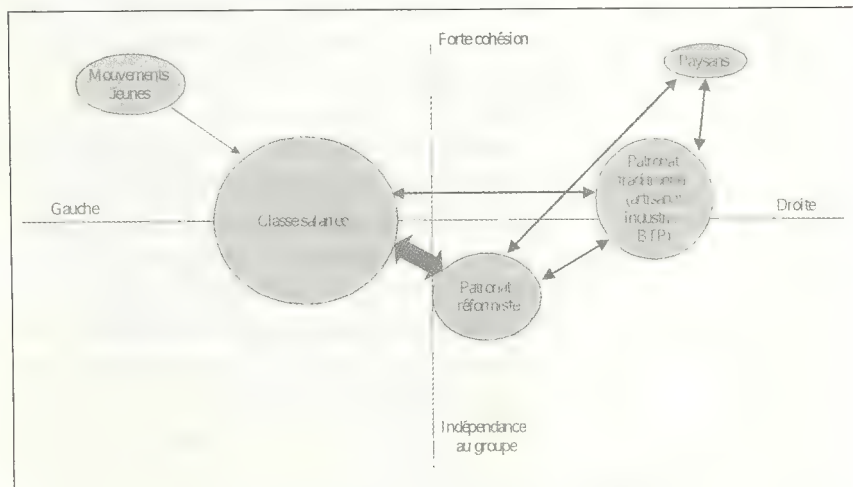 Forte cohésion
Paysans
Mouvements
Jeunes
Patronat
traditionnel
(artisanat
industrie
BTP)
Gauche
Classe salariée
Droite
Patronat
réformiste
Indépendance
au groupe